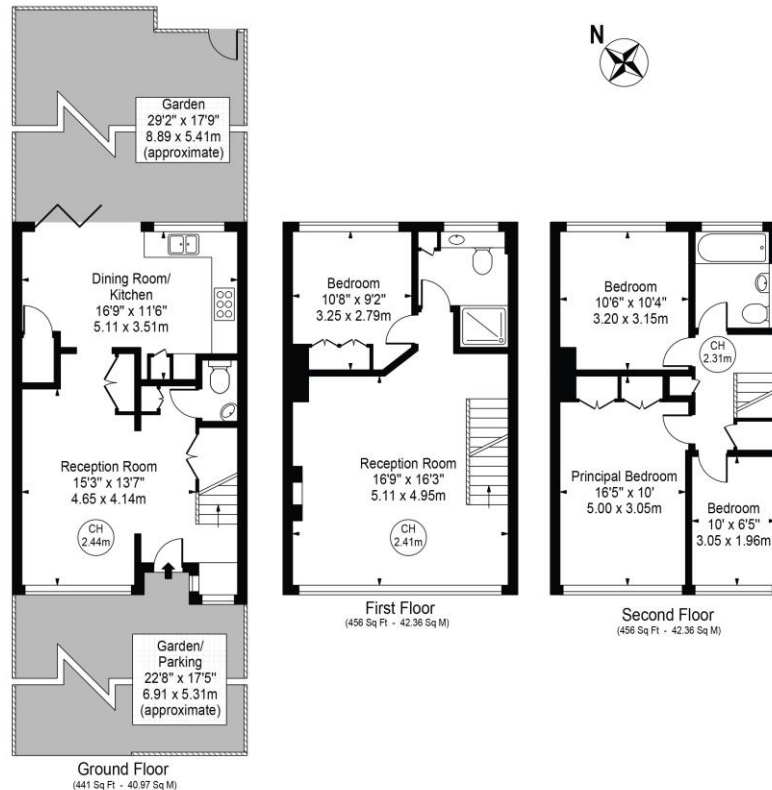 N
Garden
29'2" x 17'9"
8.89 x 5.41m
(approximate)
Dining Room/
Kitchen
16'9" x 11'6"
5.11 x 3.51m
Reception Room
15'3" x 13'7"
4.65 x 4.14m
CH
2.44m
Garden/
Parking
22'8" x 17'5"
6.91 x 5.31m
(approximate)
Ground Floor
(441 Sq Ft - 40.97 Sq M)
Bedroom
10'8" x 9'2"
3.25 x 2.79m
Reception Room
16'9" x 16'3"
5.11 x 4.95m
CH
2.41m
First Floor
(456 Sq Ft - 42.36 Sq M)
Bedroom
10'6" x 10'4"
3.20 x 3.15m
CH
2.31m
Principal Bedroom
16'5" x 10'
5.00 x 3.05m
Bedroom
10' x 6'5"
3.05 x 1.96m
Second Floor
(456 Sq Ft - 42.36 Sq M)